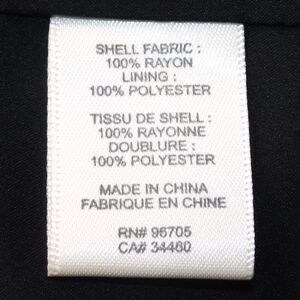 SHELL FABRIC :
100% RAYON
LINING :
100% POLYESTER
TISSU DE SHELL :
100% RAYONNE
DOUBLURE :
100% POLYESTER
MADE IN CHINA
FABRIQUE EN CHINE
RN# 96705
CA# 34460